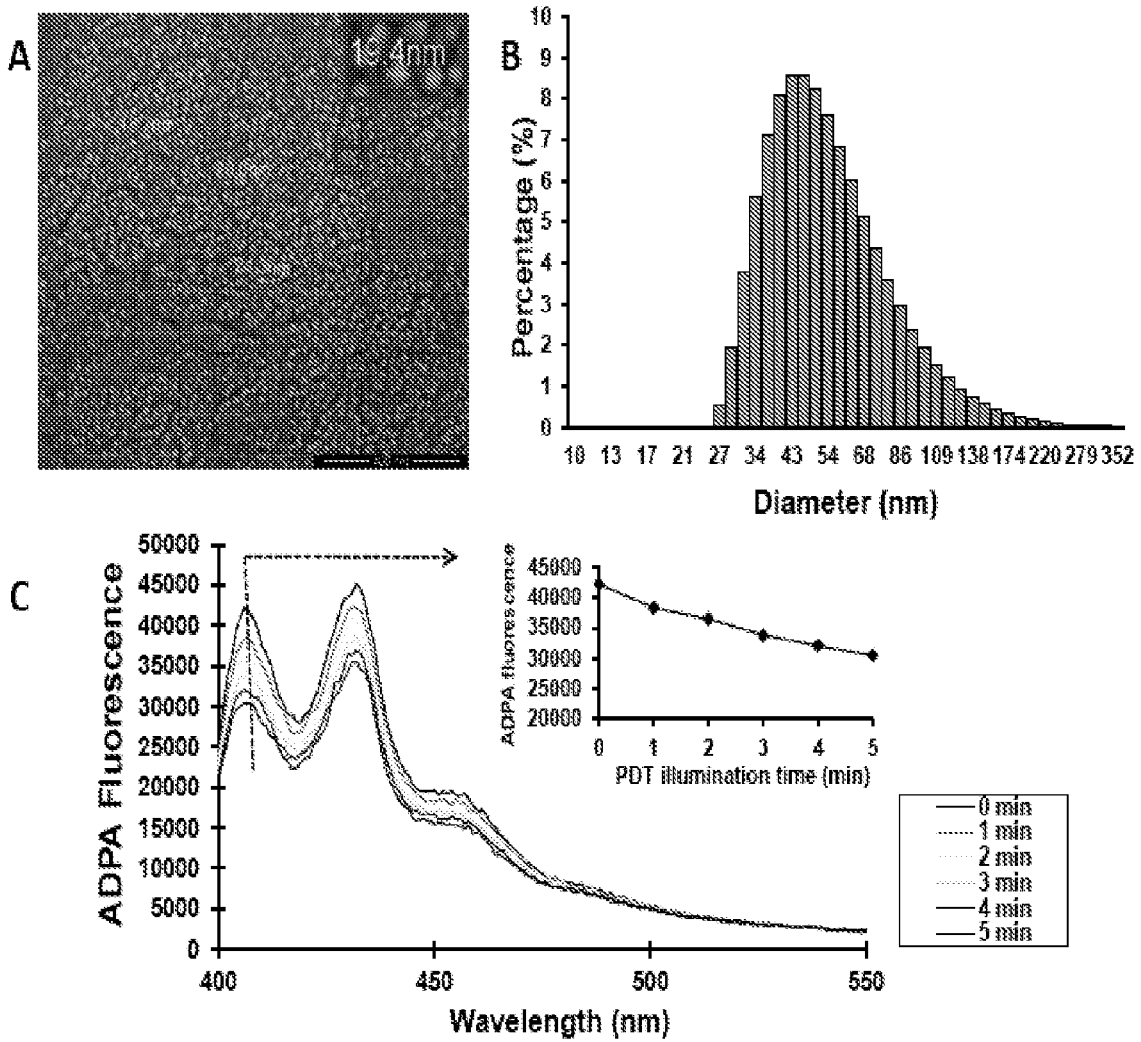 A
19.4nm
B
10
9
8
7
6
5
4
3
2
1
0
Percentage (%)
10 13 17 21 27 34 43 54 68 86 109 138 174 220 279 352
Diameter (nm)
C
50000
45000
40000
35000
30000
25000
20000
15000
10000
5000
0
ADPA Fluorescence
400 450 500 550
Wavelength (nm)
45000
40000
35000
30000
25000
20000
ADPA fluorescence
0 1 2 3 4 5
PDT illumination time (min)
0 min
1 min
2 min
3 min
4 min
5 min